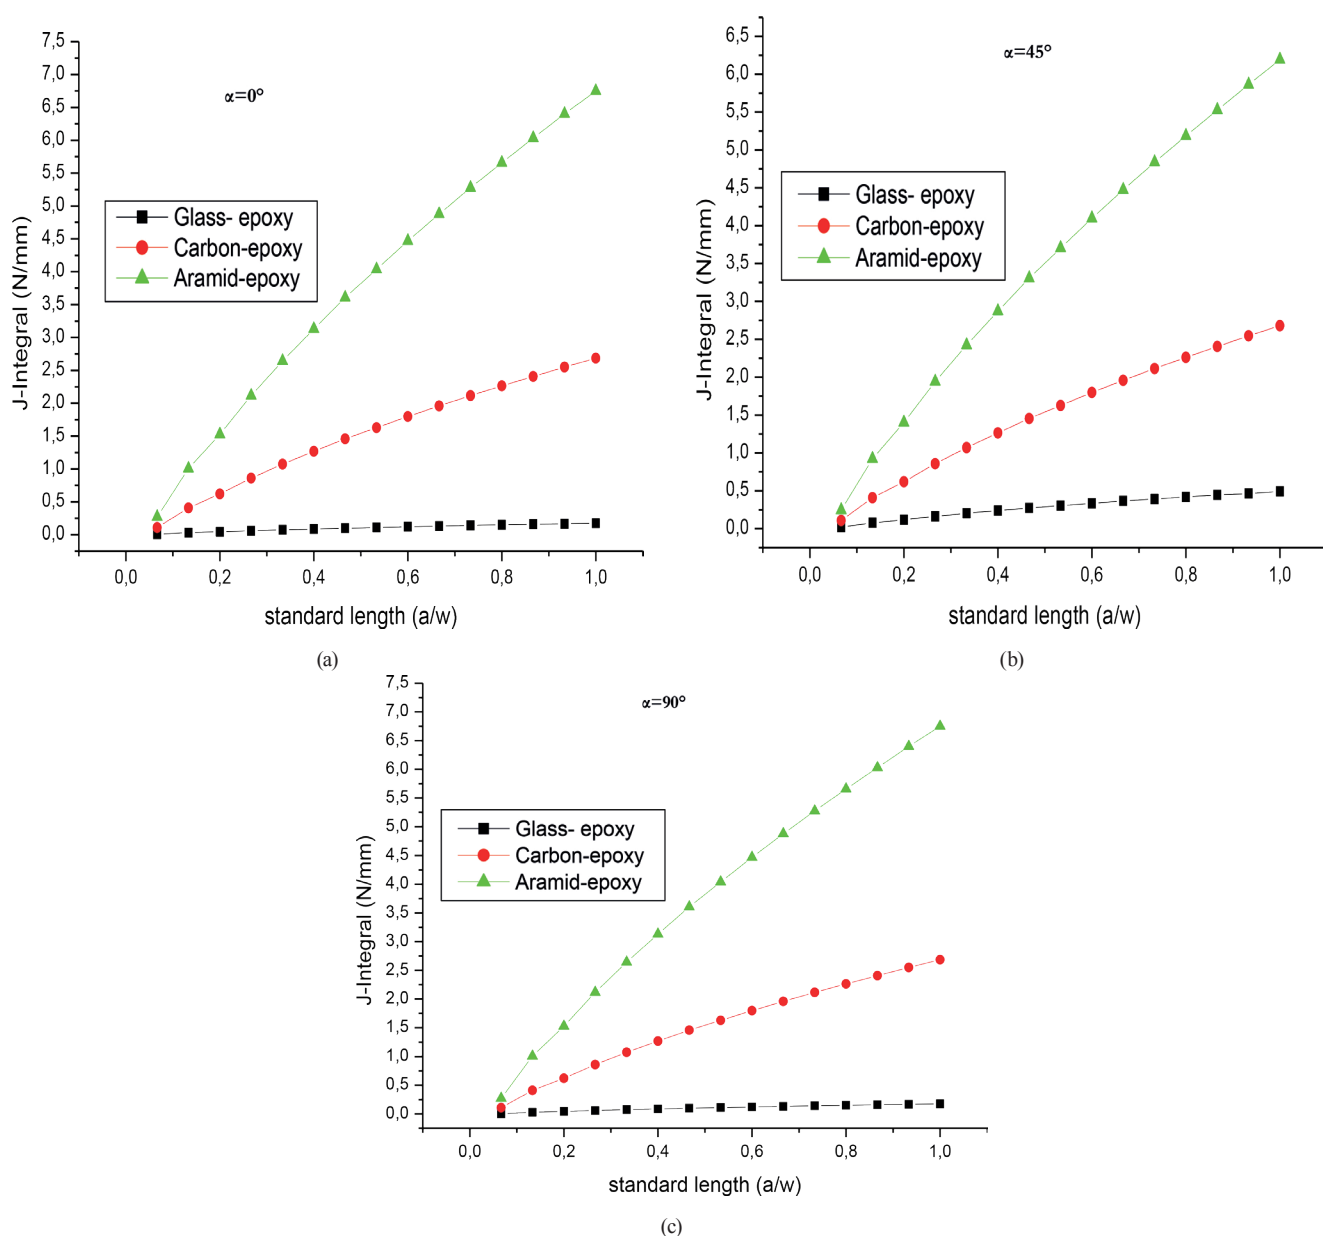 α=0°
7,5
7,0
6,5
6,0
5,5
5,0
4,5
4,0
3,5
3,0
2,5
2,0
1,5
1,0
0,5
0,0
J-Integral (N/mm)
Glass- epoxy
Carbon-epoxy
Aramid-epoxy
0,0 0,2 0,4 0,6 0,8 1,0
standard length (a/w)
(a)
α=45°
6,5
6,0
5,5
5,0
4,5
4,0
3,5
3,0
2,5
2,0
1,5
1,0
0,5
0,0
J-Integral (N/mm)
Glass- epoxy
Carbon-epoxy
Aramid-epoxy
0,0 0,2 0,4 0,6 0,8 1,0
standard length (a/w)
(b)
α=90°
7,5
7,0
6,5
6,0
5,5
5,0
4,5
4,0
3,5
3,0
2,5
2,0
1,5
1,0
0,5
0,0
J-Integral (N/mm)
Glass- epoxy
Carbon-epoxy
Aramid-epoxy
0,0 0,2 0,4 0,6 0,8 1,0
standard length (a/w)
(c)